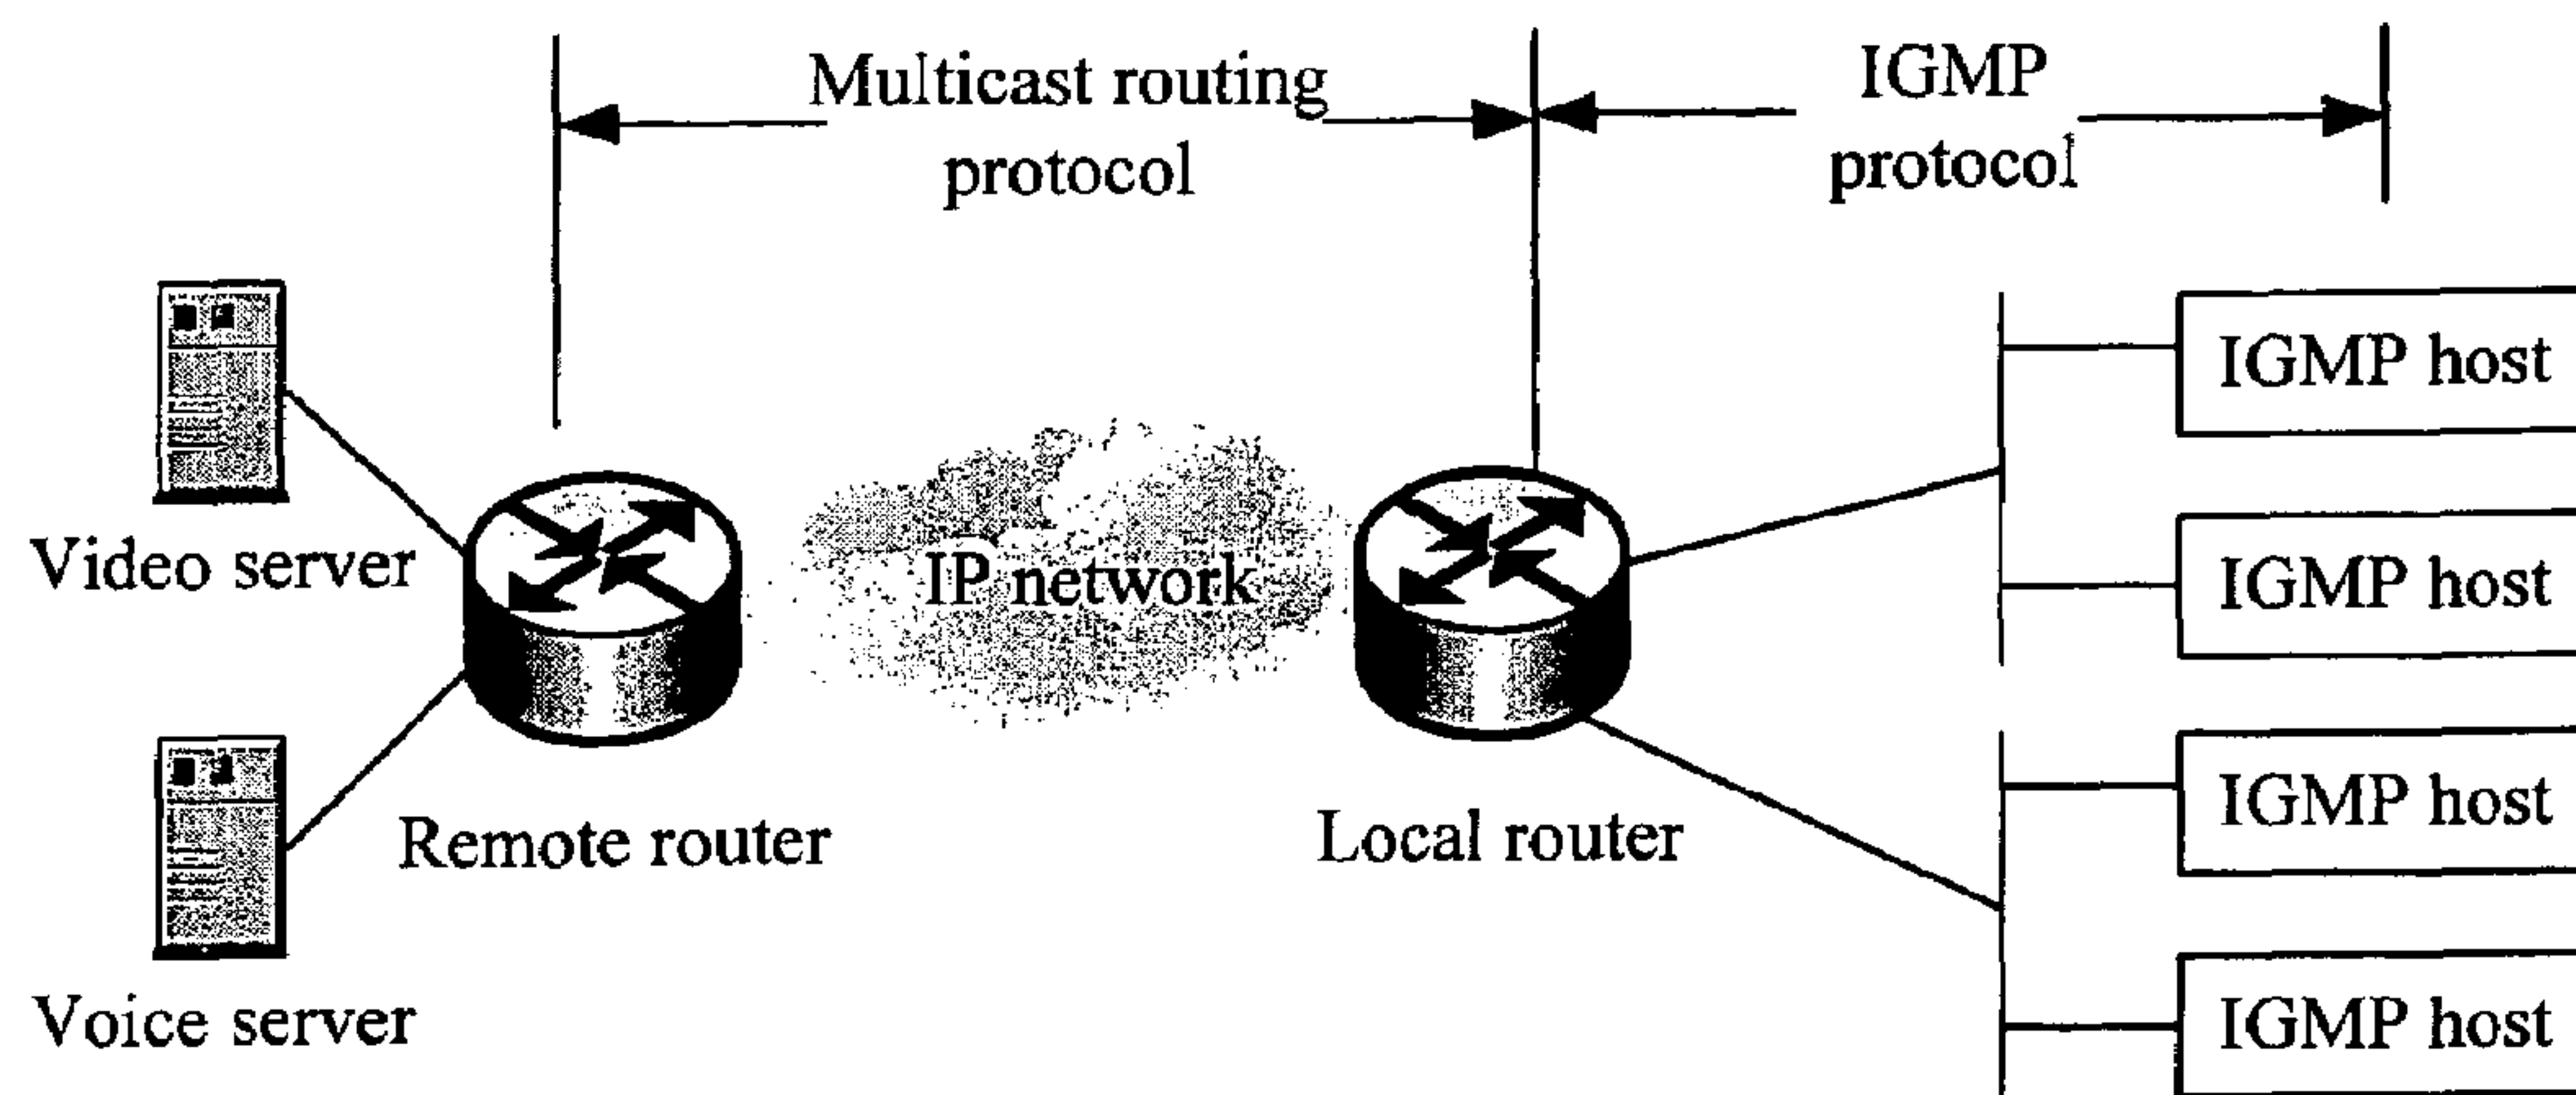 Multicast routing
protocol
IGMP
protocol
Video server
IP network
IGMP host
IGMP host
Remote router
Local router
IGMP host
Voice server
IGMP host